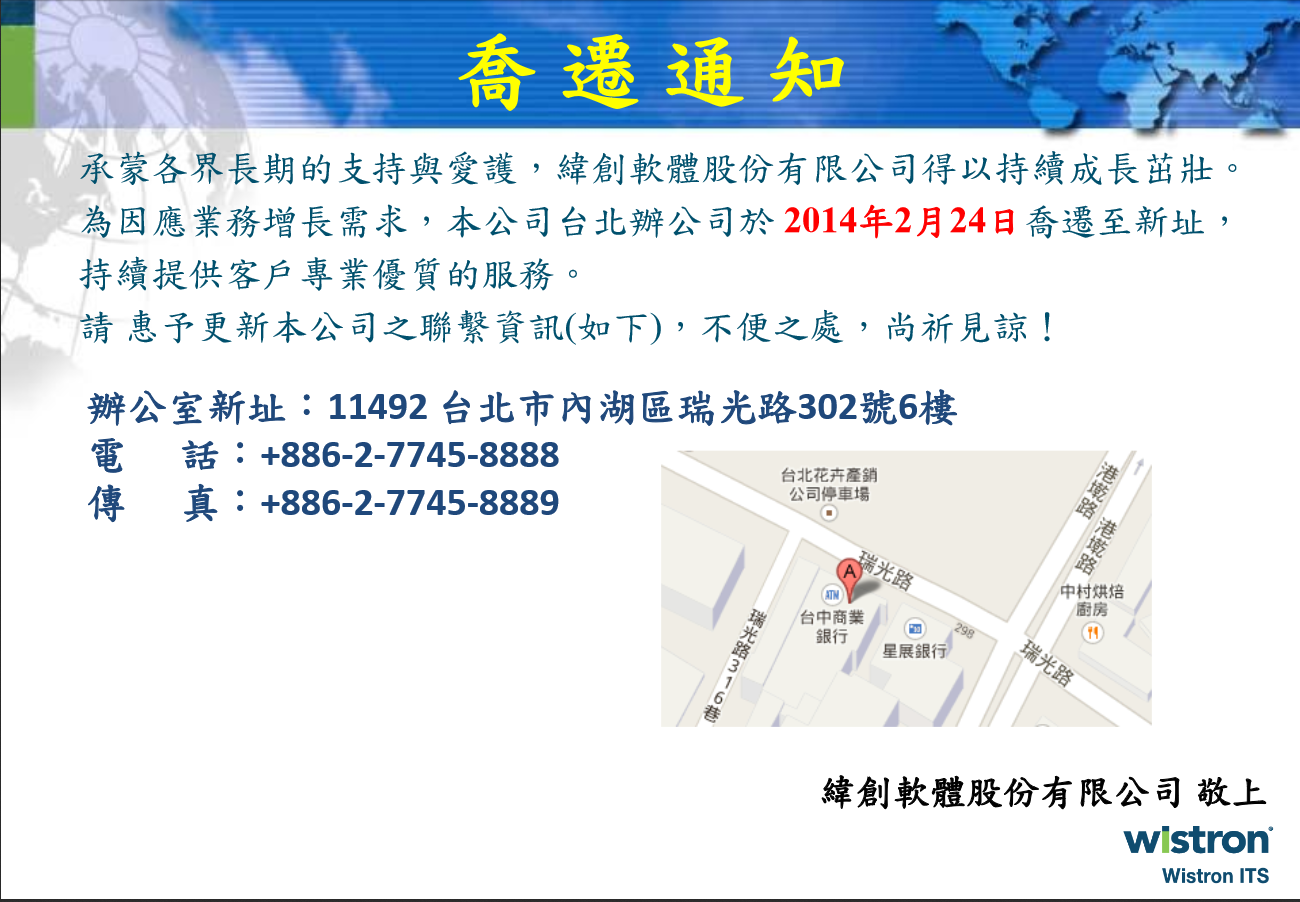 喬遷通知
承蒙各界長期的支持與愛護，緯創軟體股份有限公司得以持續成長茁壯。
為因應業務增長需求，本公司台北辦公司於 2014年2月24日喬遷至新址，
持續提供客戶專業優質的服務。
請 惠予更新本公司之聯繫資訊(如下)，不便之處，尚祈見諒！
辦公室新址：11492 台北市內湖區瑞光路302號6樓
電 話：+886-2-7745-8888
傳 真：+886-2-7745-8889
台北花卉產銷
公司停車場
港墘路
港墘路
瑞光路
A
ATM
台中商業
銀行
星展銀行
298
中村烘焙
廚房
瑞光路
瑞光路316巷
緯創軟體股份有限公司 敬上
wistron
Wistron ITS